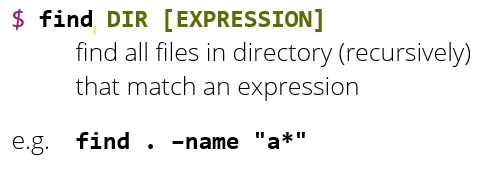 $ find DIR [EXPRESSION]
find all files in directory (recursively)
that match an expression
e.g. find . –name "a*"